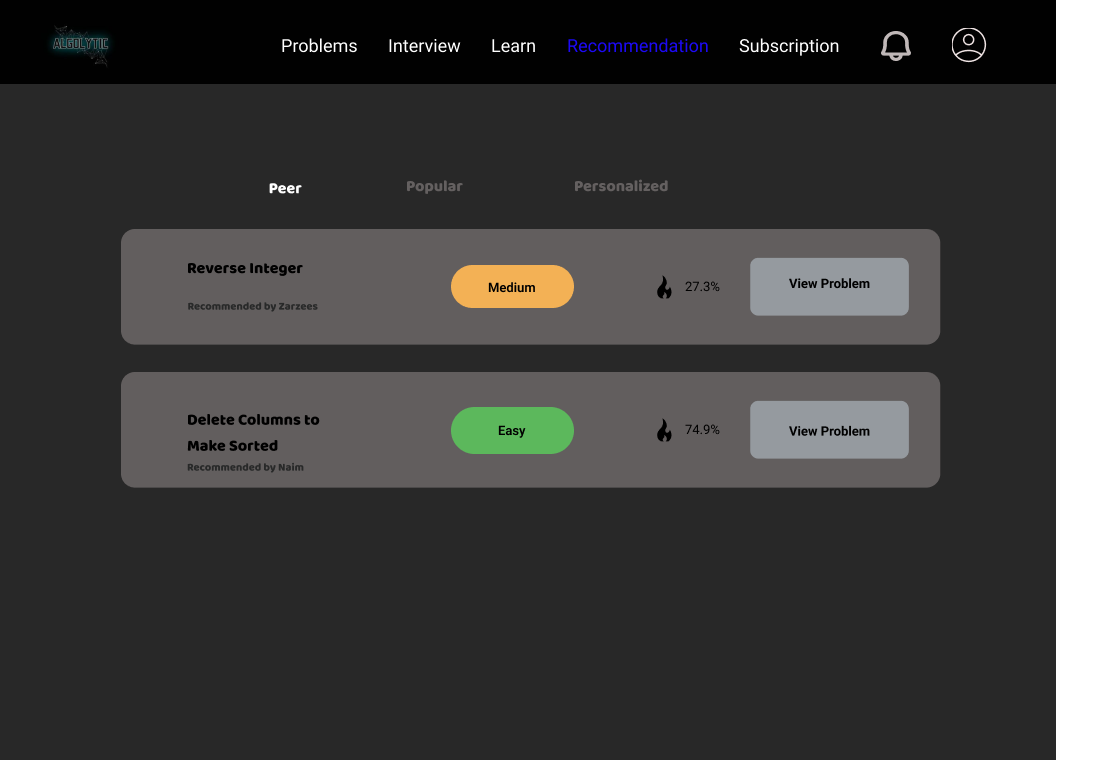 ALGOLYTIC
Problems Interview Learn Recommendation Subscription
Peer Popular Personalized
Reverse Integer
Recommended by Zarzees
Medium
27.3%
View Problem
Delete Columns to
Make Sorted
Recommended by Naim
Easy
74.9%
View Problem